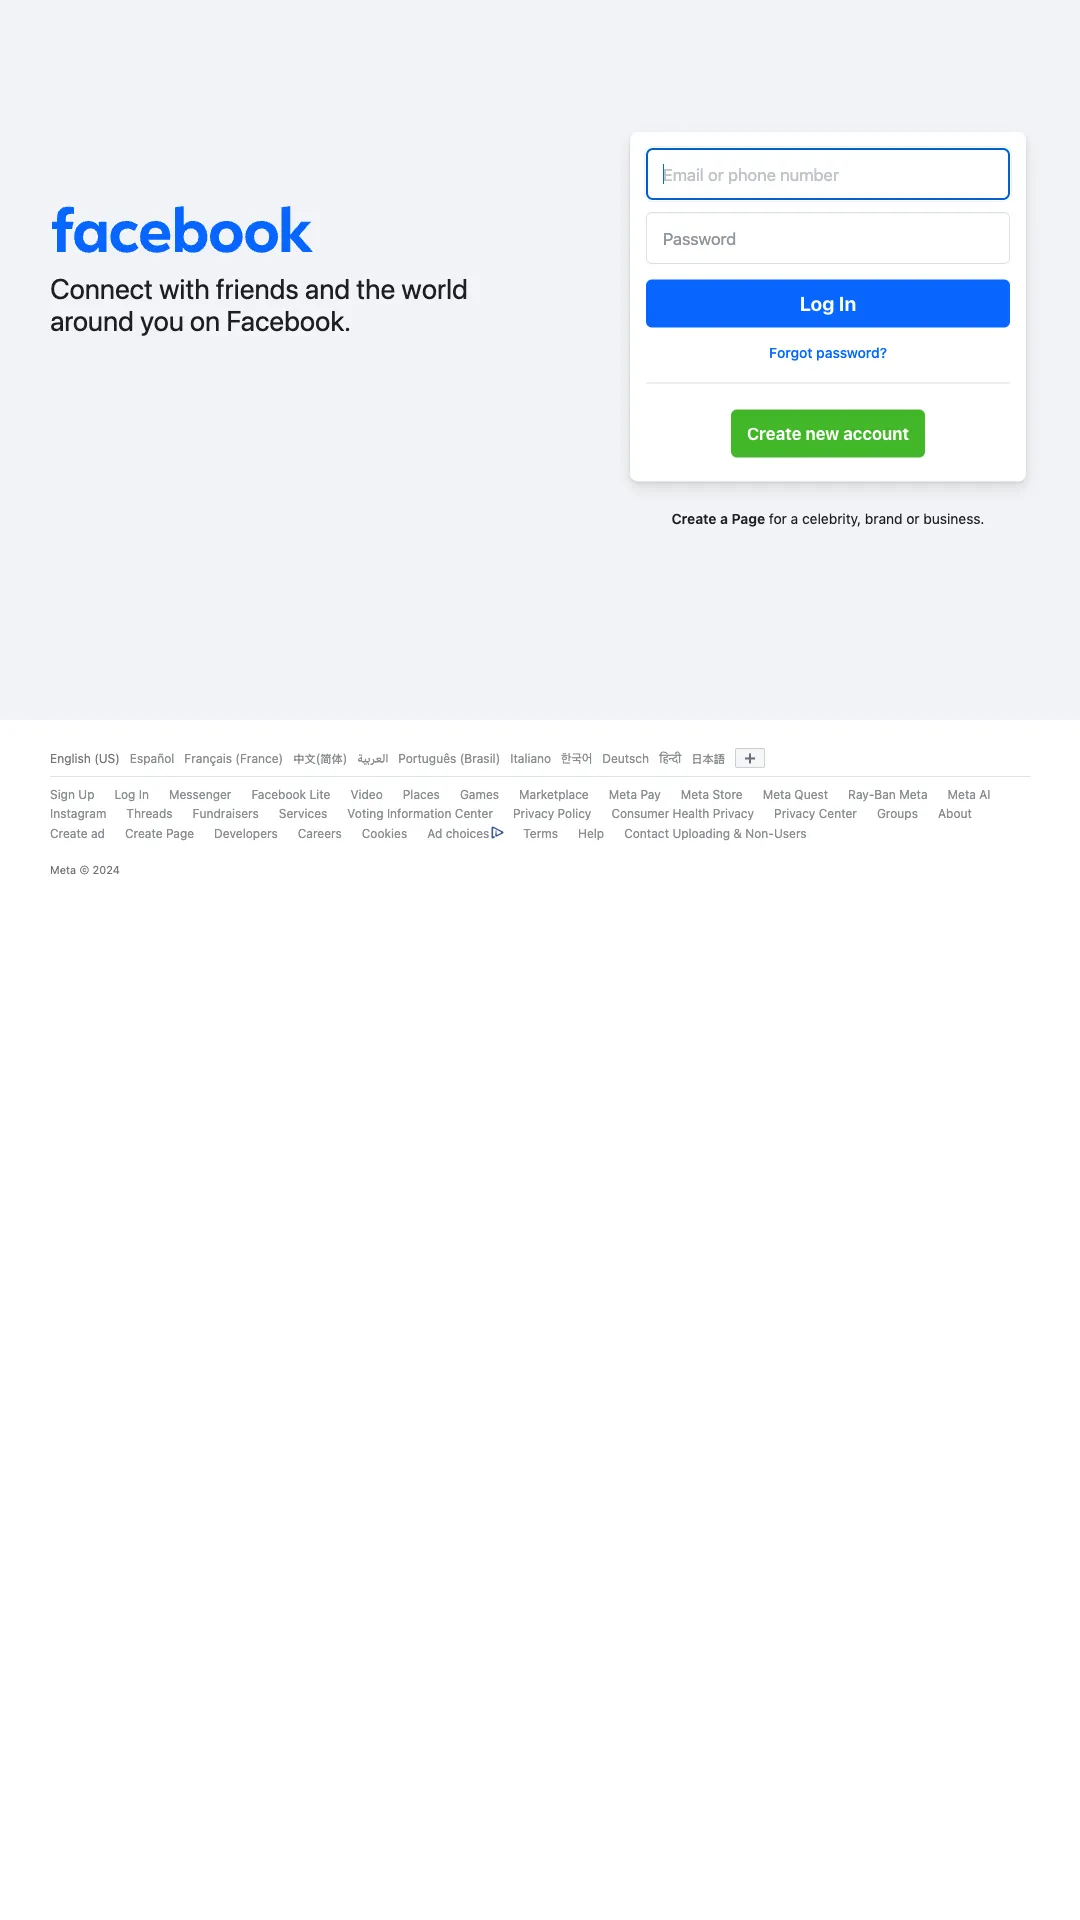 facebook
Connect with friends and the world
around you on Facebook.
Email or phone number
Password
Log In
Forgot password?
Create new account
Create a Page for a celebrity, brand or business.
English (US) Español Français (France) 中文(简体) العربية Português (Brasil) Italiano 한국어 Deutsch हिन्दी 日本語
Sign Up Log In Messenger Facebook Lite Video Places Games Marketplace Meta Pay Meta Store Meta Quest Ray-Ban Meta Meta AI
Instagram Threads Fundraisers Services Voting Information Center Privacy Policy Consumer Health Privacy Privacy Center Groups About
Create ad Create Page Developers Careers Cookies Ad choices Terms Help Contact Uploading & Non-Users
Meta © 2024